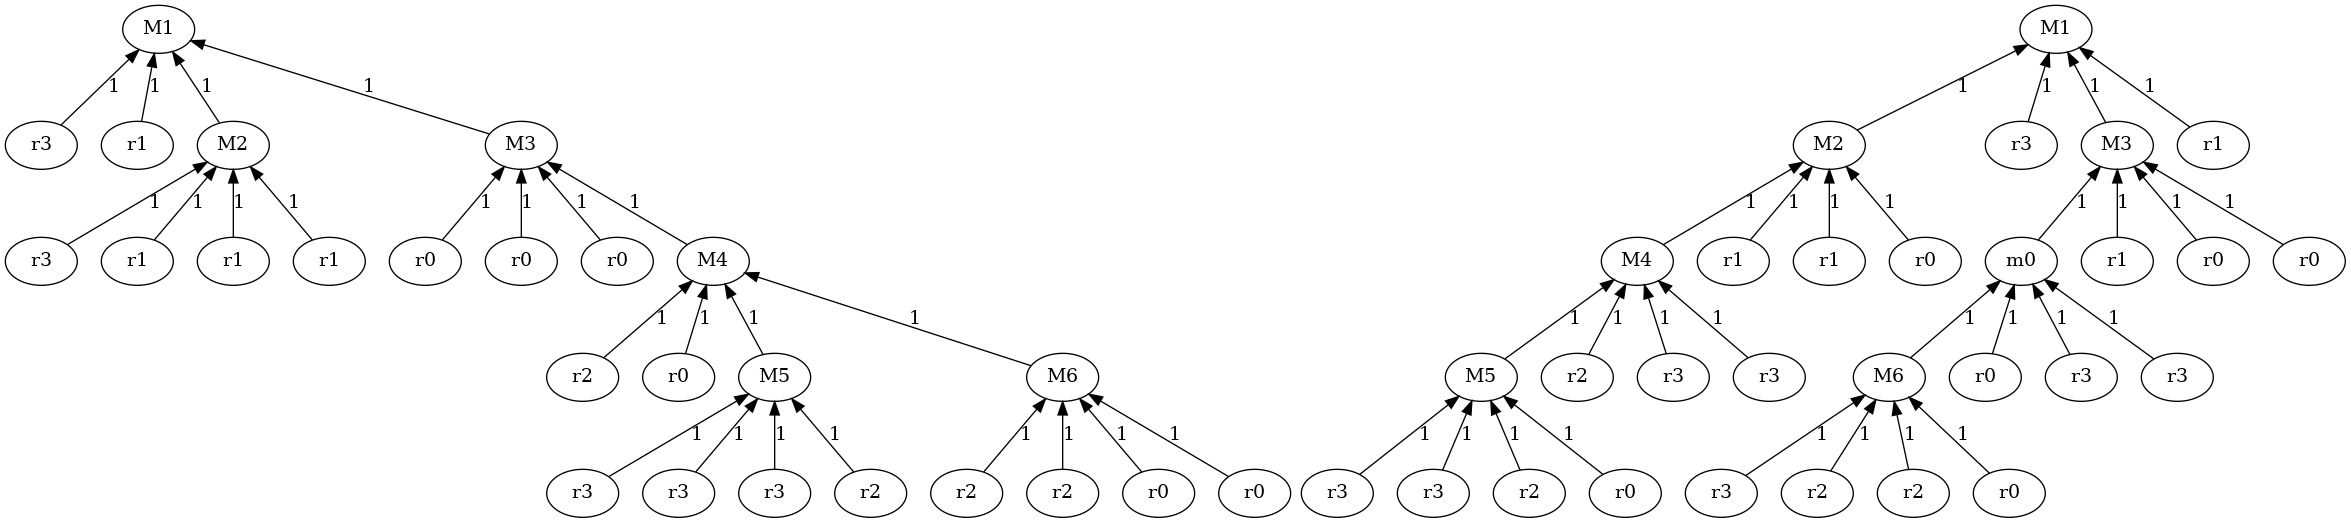 M1 M1
1 1 1 1 1 1 1 1
r3 r1 M2 M3 M2 r3 M3 r1
1 1 1 1 1 1 1 1 1 1 1 1 1 1 1 1
r3 r1 r1 r1 r0 r0 r0 M4 M4 r1 r1 r0 m0 r1 r0 r0
1 1 1 1 1 1 1 1 1 1 1 1
r2 r0 M5 M6 M5 r2 r3 r3 M6 r0 r3 r3
1 1 1 1 1 1 1 1 1 1 1 1 1 1 1 1
r3 r3 r3 r2 r2 r2 r0 r0 r3 r3 r2 r0 r3 r2 r2 r0